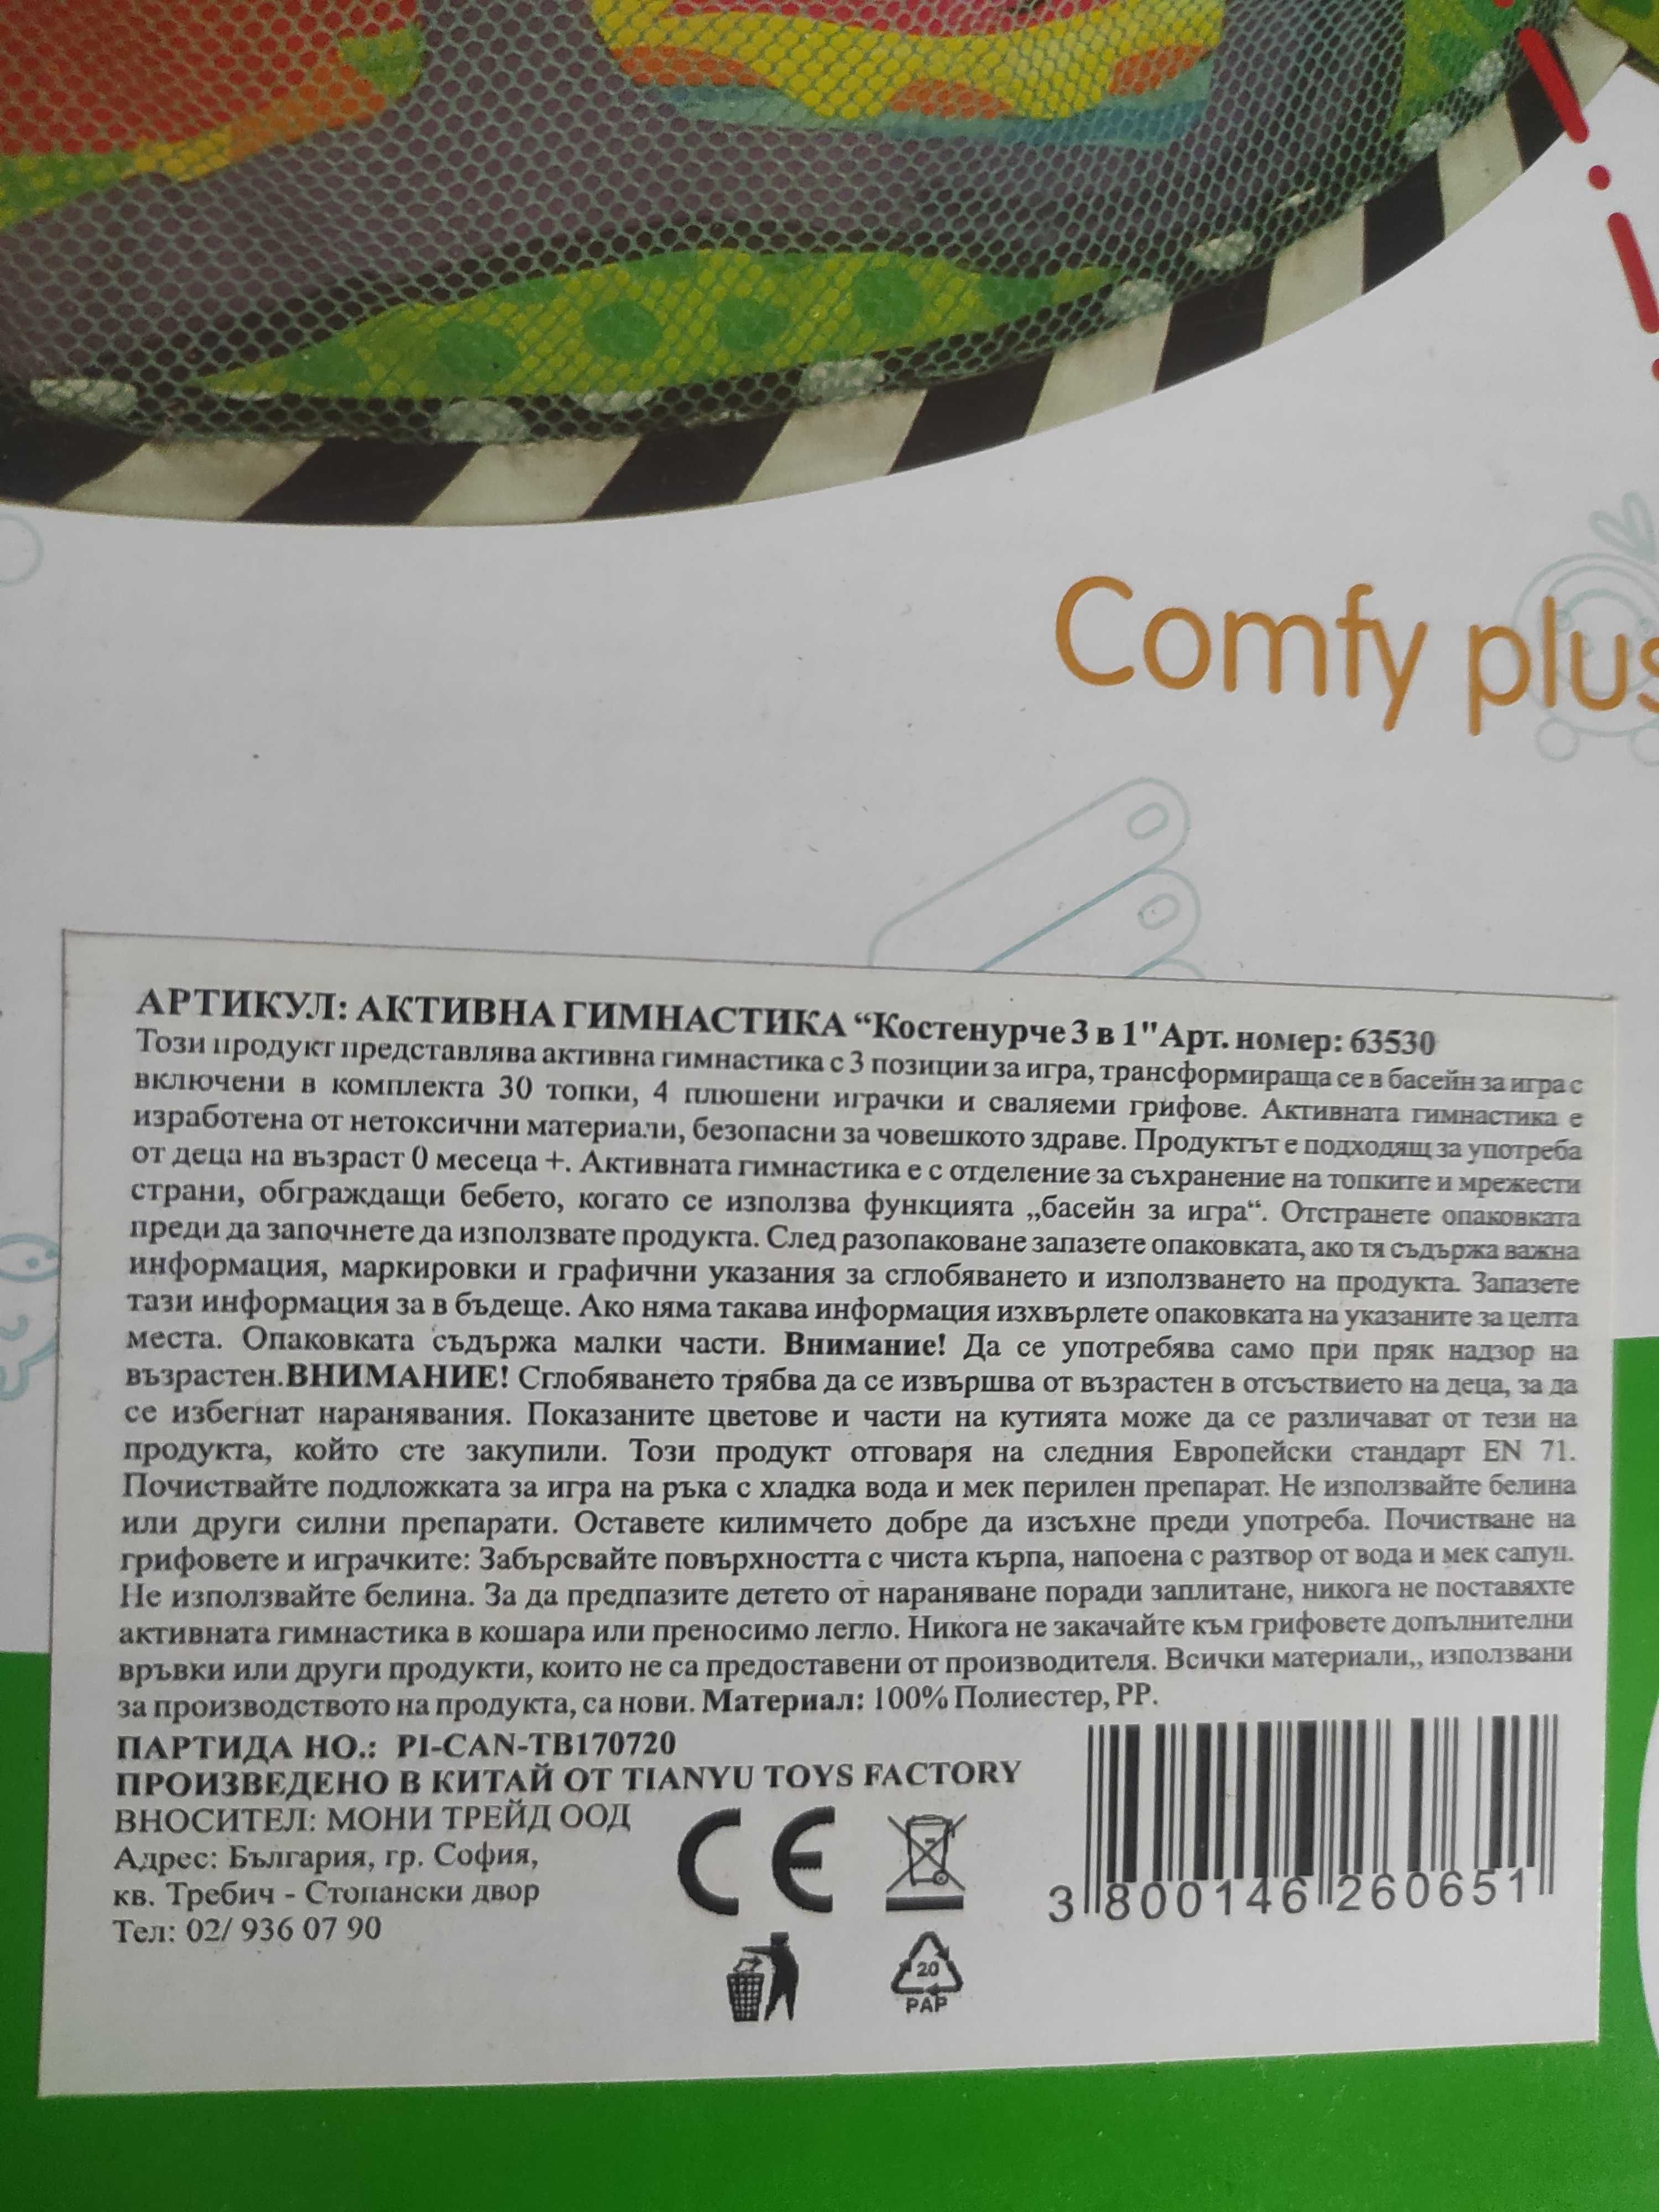 Comfy plus
АРТИКУЛ: АКТИВНА ГИМНАСТИКА “Костенурче 3 в 1" Арт. номер: 63530
Този продукт представлява активна гимнастика с 3 позиции за игра, трансформираща се в басейн за игра с
включени в комплекта 30 топки, 4 плюшени играчки и сваляеми грифове. Активната гимнастика е
изработена от нетоксични материали, безопасни за човешкото здраве. Продуктът е подходящ за употреба
от деца на възраст 0 месеца +. Активната гимнастика е с отделение за съхранение на топките и мрежести
страни, обграждащи бебето, когато се използва функцията „басейн за игра“. Отстранете опаковката
преди да започнете да използвате продукта. След разопаковане запазете опаковката, ако тя съдържа важна
информация, маркировки и графични указания за сглобяването и използването на продукта. Запазете
тази информация за в бъдеще. Ако няма такава информация изхвърлете опаковката на указаните за целта
места. Опаковката съдържа малки части. Внимание! Да се употребява само при пряк надзор на
възрастен.ВНИМАНИЕ! Сглобяването трябва да се извършва от възрастен в отсъствието на деца, за да
се избегнат наранявания. Показаните цветове и части на кутията може да се различават от тези на
продукта, който сте закупили. Този продукт отговаря на следния Европейски стандарт EN 71.
Почиствайте подложката за игра на ръка с хладка вода и мек перилен препарат. Не използвайте белина
или други силни препарати. Оставете килимчето добре да изсъхне преди употреба. Почистване на
грифовете и играчките: Забърсвайте повърхността с чиста кърпа, напоена с разтвор от вода и мек сапун.
Не използвайте белина. За да предпазите детето от нараняване поради заплитане, никога не поставяхте
активната гимнастика в кошара или преносимо легло. Никога не закачайте към грифовете допълнителни
връвки или други продукти, които не са предоставени от производителя. Всички материали,, използвани
за производството на продукта, са нови. Материал: 100% Полиестер, PP.
ПАРТИДА НО.: PI-CAN-TB170720
ПРОИЗВЕДЕНО В КИТАЙ ОТ TIANYU TOYS FACTORY
ВНОСИТЕЛ: МОНИ ТРЕЙД ООД
Адрес: България, гр. София,
кв. Требич - Стопански двор
Тел: 02/ 936 07 90
CE
20
PAP
3 800146 260651